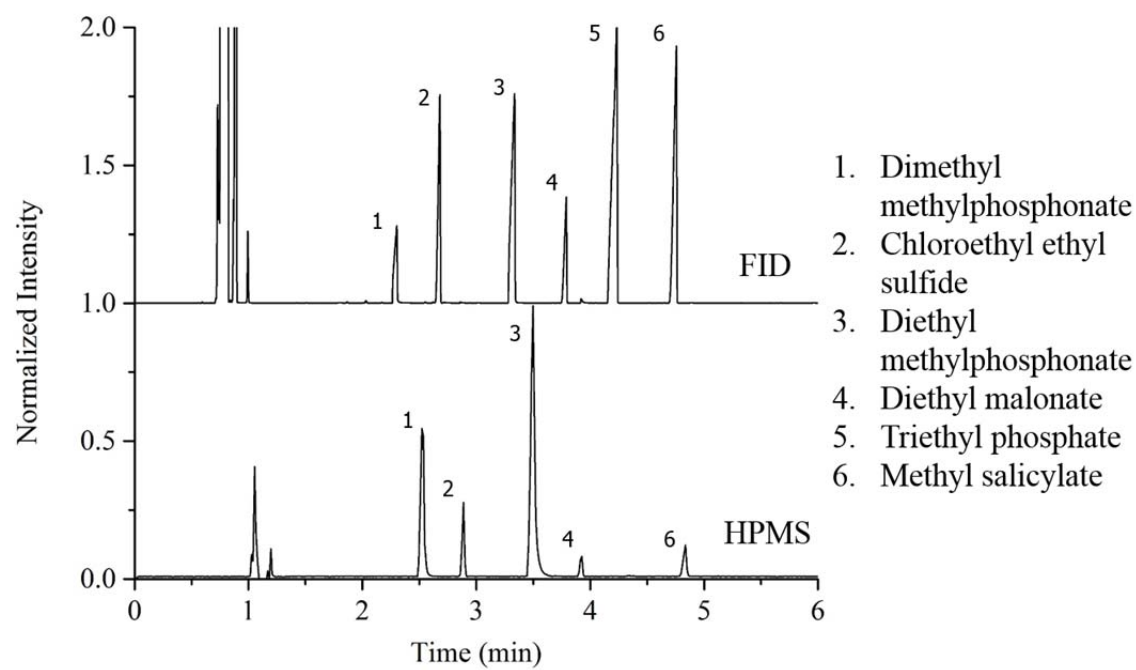 2.0
1.5
1.0
0.5
0.0
Normalized Intensity
1
2
3
4
5
6
FID
1
2
3
4
6
HPMS
0 1 2 3 4 5 6
Time (min)
1. Dimethyl
methylphosphonate
2. Chloroethyl ethyl
sulfide
3. Diethyl
methylphosphonate
4. Diethyl malonate
5. Triethyl phosphate
6. Methyl salicylate